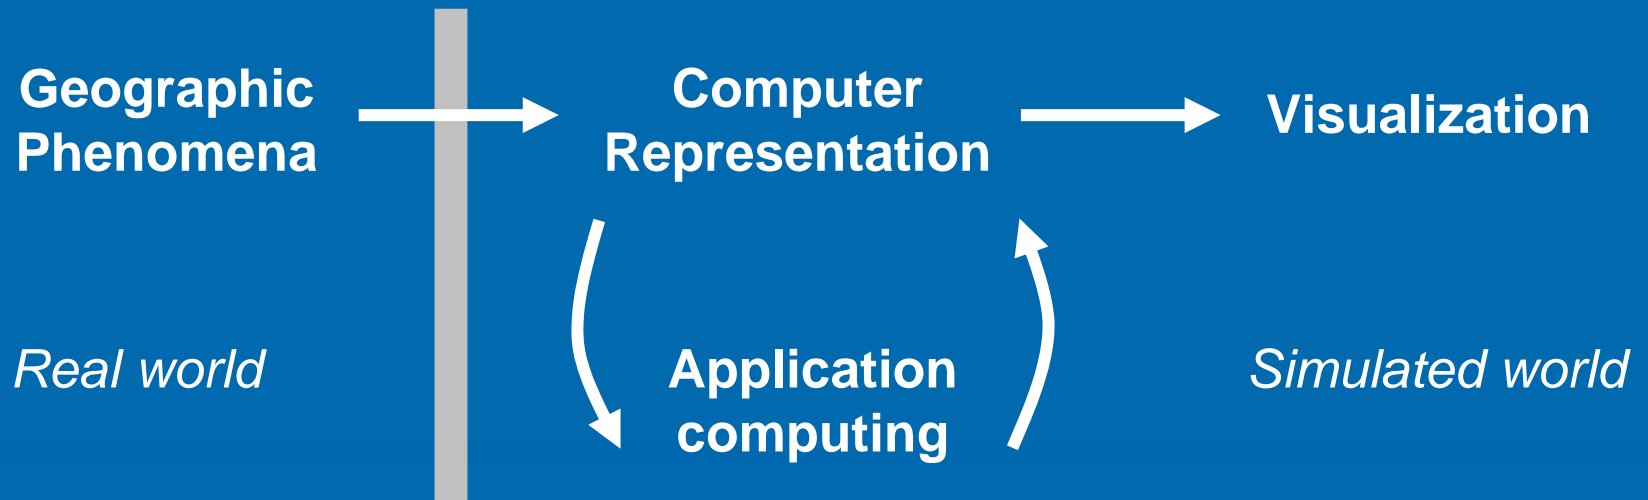 Geographic
Phenomena
Computer
Representation
Visualization
Real world
Application
computing
Simulated world